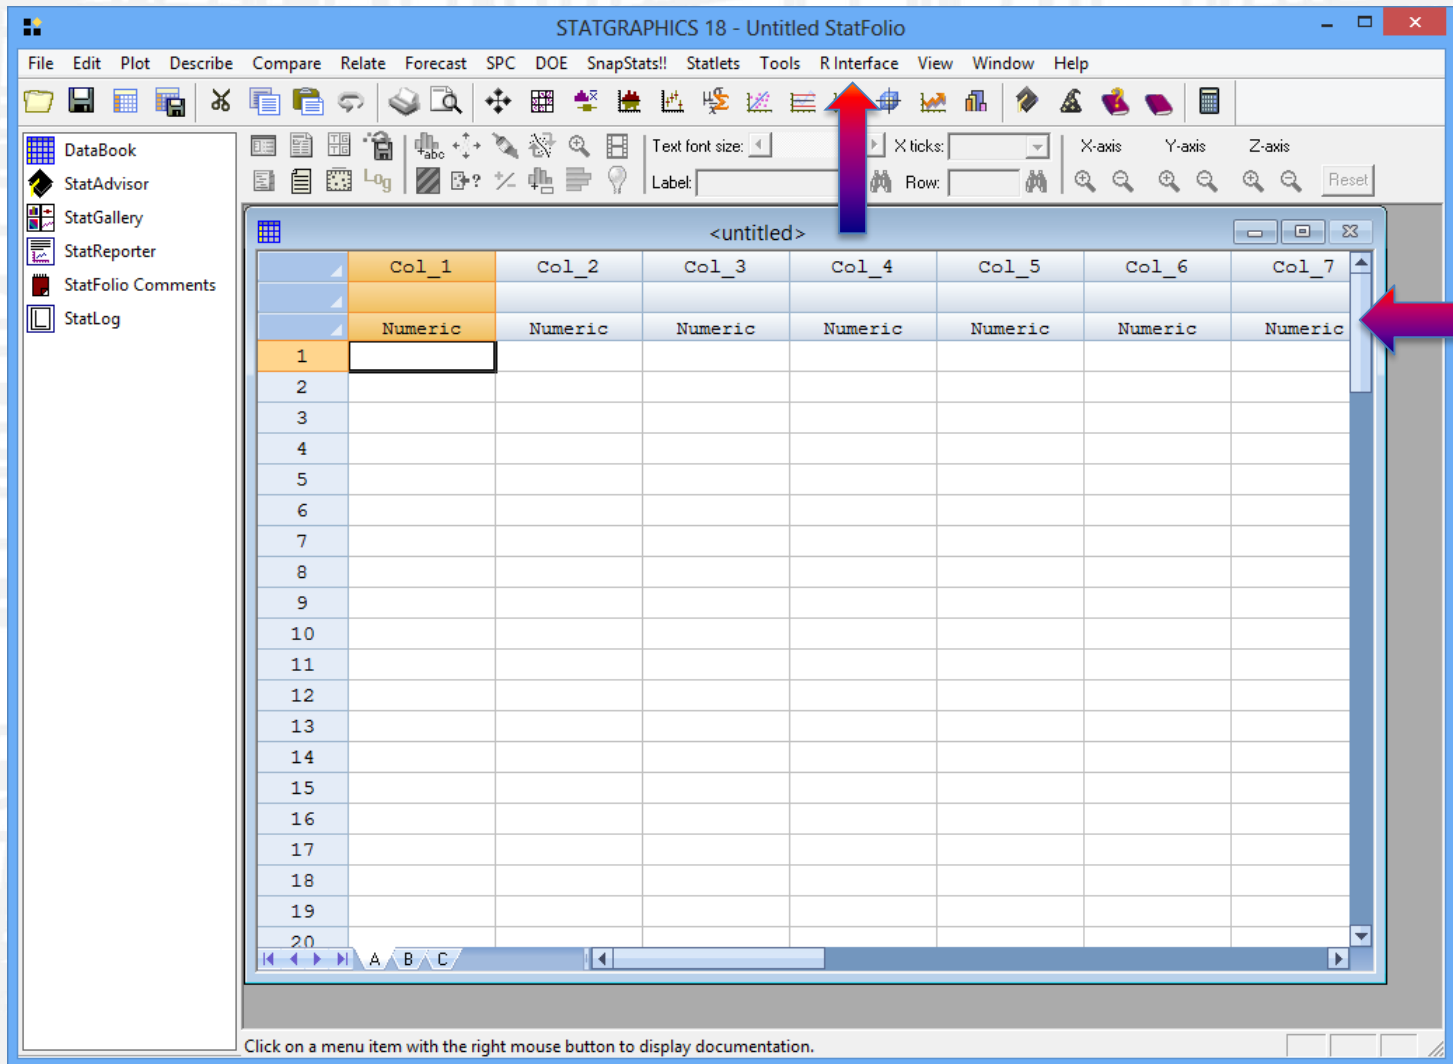 STATGRAPHICS 18 - Untitled StatFolio
File Edit Plot Describe Compare Relate Forecast SPC DOE SnapStats!! Statlets Tools R Interface View Window Help
DataBook
StatAdvisor
StatGallery
StatReporter
StatFolio Comments
StatLog
Text font size: X ticks: X-axis Y-axis Z-axis
Log Label: Row: Reset
<untitled>
Col_1 Col_2 Col_3 Col_4 Col_5 Col_6 Col_7
Numeric Numeric Numeric Numeric Numeric Numeric Numeric
1
2
3
4
5
6
7
8
9
10
11
12
13
14
15
16
17
18
19
20
A B C
Click on a menu item with the right mouse button to display documentation.